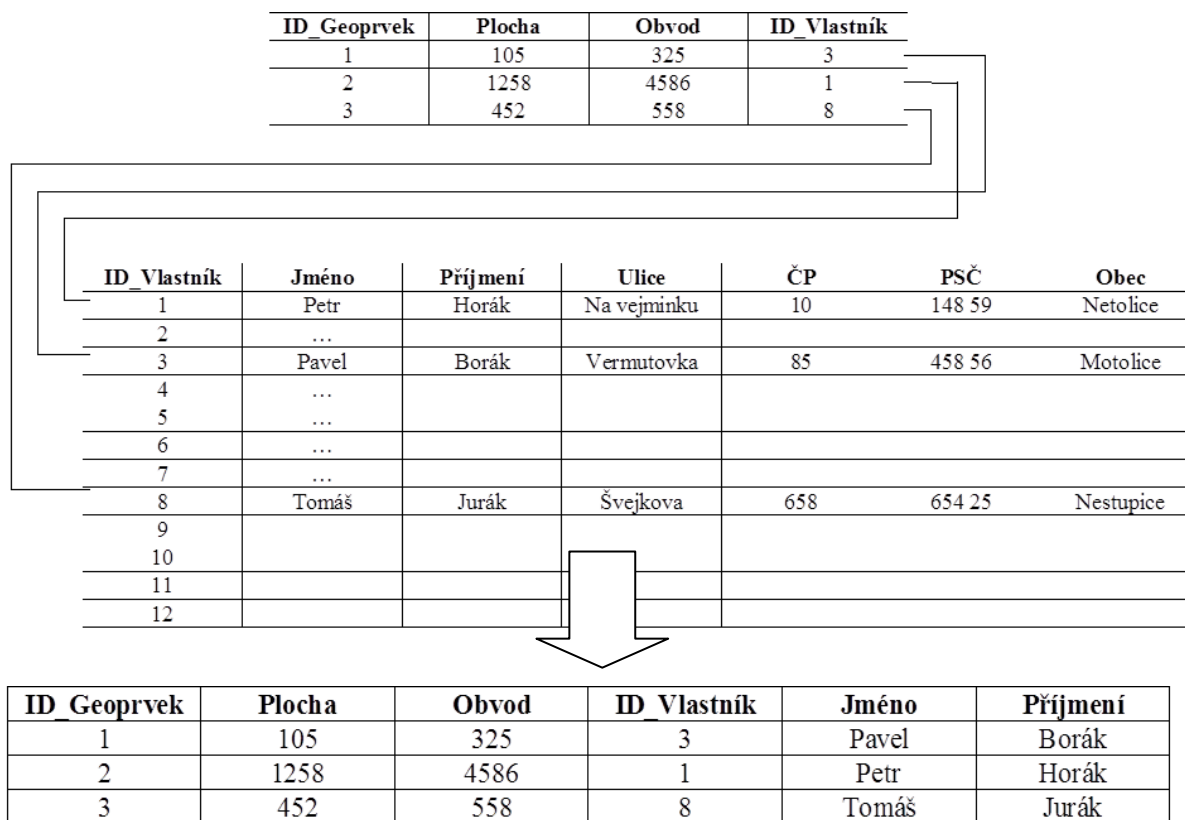 ID_Geoprvek Plocha Obvod ID_Vlastník
1 105 325 3
2 1258 4586 1
3 452 558 8
ID_Vlastník Jméno Příjmení Ulice ČP PSČ Obec
1 Petr Horák Na vejminku 10 148 59 Netolice
2 ...
3 Pavel Borák Vermutovka 85 458 56 Motolice
4 ...
5 ...
6 ...
7 ...
8 Tomáš Jurák Švejkova 658 654 25 Nestupice
9
10
11
12
ID_Geoprvek Plocha Obvod ID_Vlastník Jméno Příjmení
1 105 325 3 Pavel Borák
2 1258 4586 1 Petr Horák
3 452 558 8 Tomáš Jurák